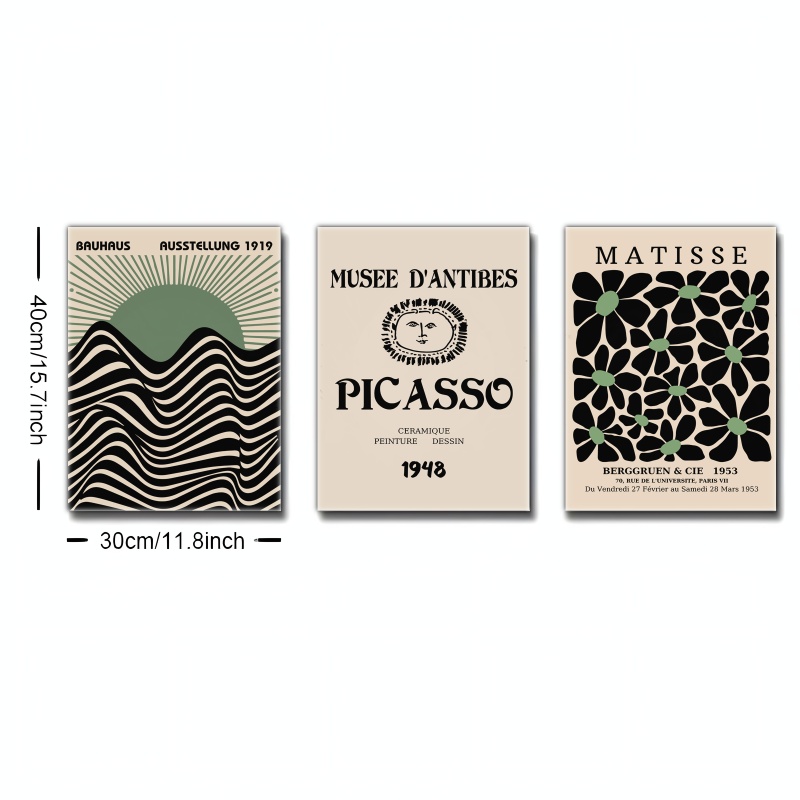 BAUHAUS AUSSTELLUNG 1919
MUSEE D'ANTIBES
PICASSO
CERAMIQUE
PEINTURE DESSIN
1948
MATISSE
BERGGRUEN & CIE 1953
70, RUE DE L'UNIVERSITE, PARIS VII
Du Vendredi 27 Février au Samedi 28 Mars 1953
40cm/15.7inch
30cm/11.8inch